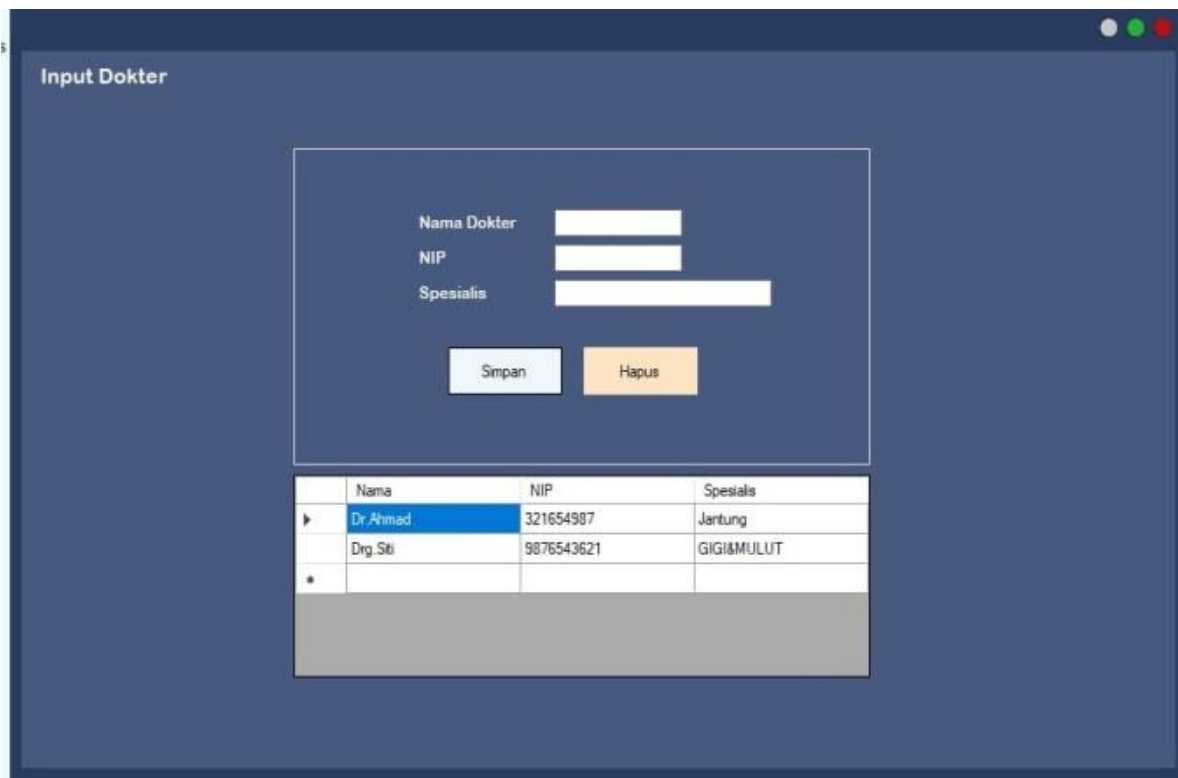 s
Input Dokter
Nama Dokter
NIP
Spesialis
Simpan Hapus
Nama NIP Spesialis
Dr.Ahmad 321654987 Jantung
Drg.Siti 9876543621 GIGI&MULUT